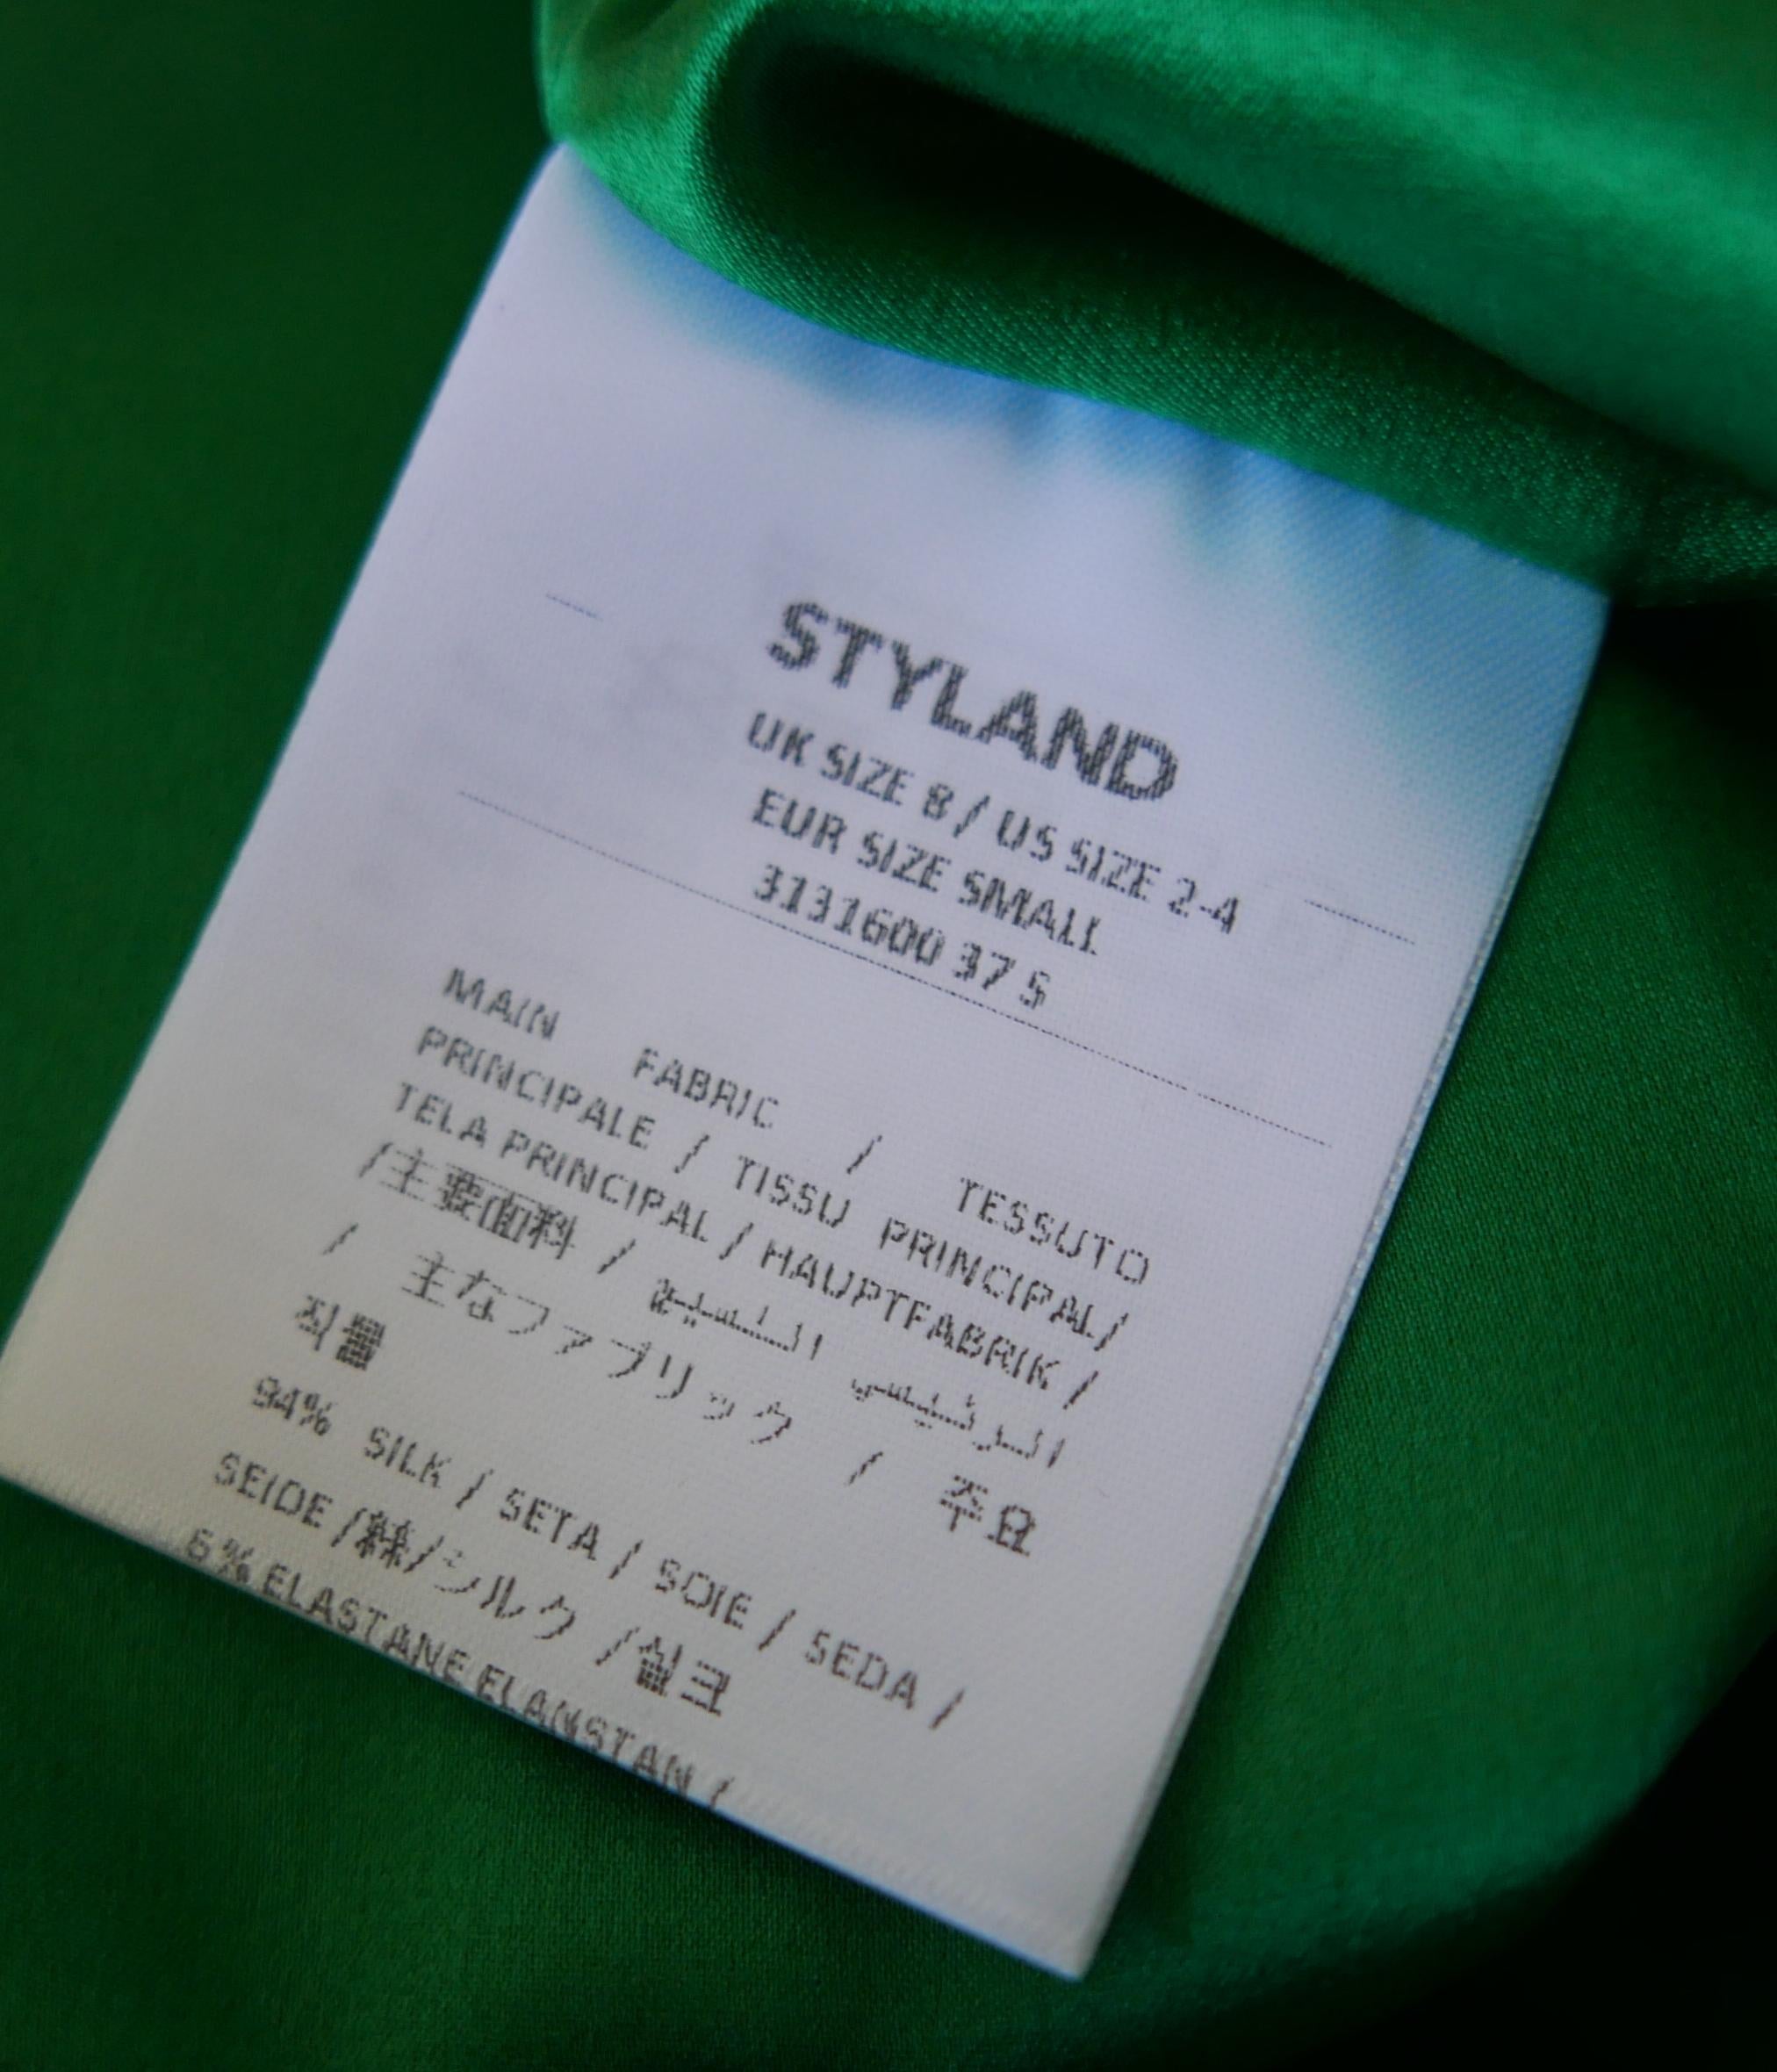 STYLAND
UK SIZE 8 / US SIZE 2-4
EUR SIZE SMALL
3131600 37 S
MAIN FABRIC / TESSUTO
PRINCIPALE / TISSU PRINCIPAL/
TELA PRINCIPAL / HAUPTFABRIK /
/主要面料 / النسيج الرئيسي
/ 主なファブリック / 주요
직물
94% SILK / SETA / SOIE / SEDA /
SEIDE /絲/シルク /실크
6 % ELASTANE ELANSTAN /